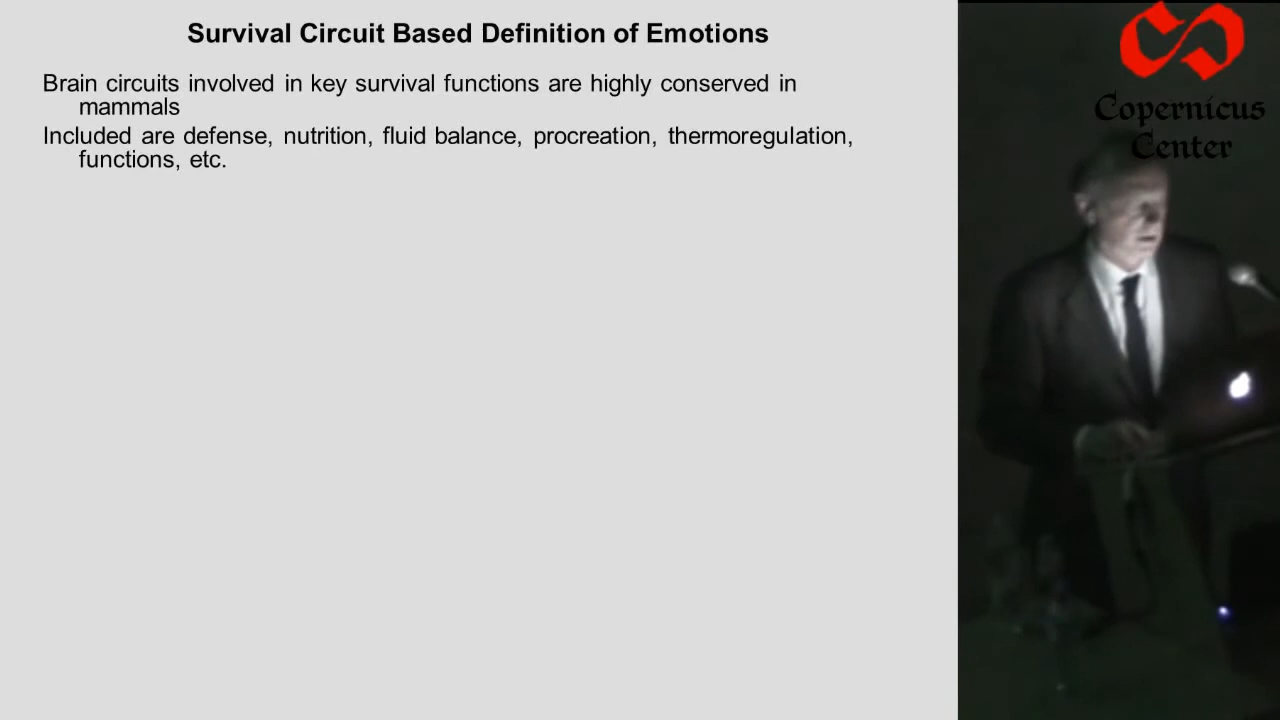 Survival Circuit Based Definition of Emotions
Brain circuits involved in key survival functions are highly conserved in
mammals
Included are defense, nutrition, fluid balance, procreation, thermoregulation,
functions, etc.
Copernicus
Center